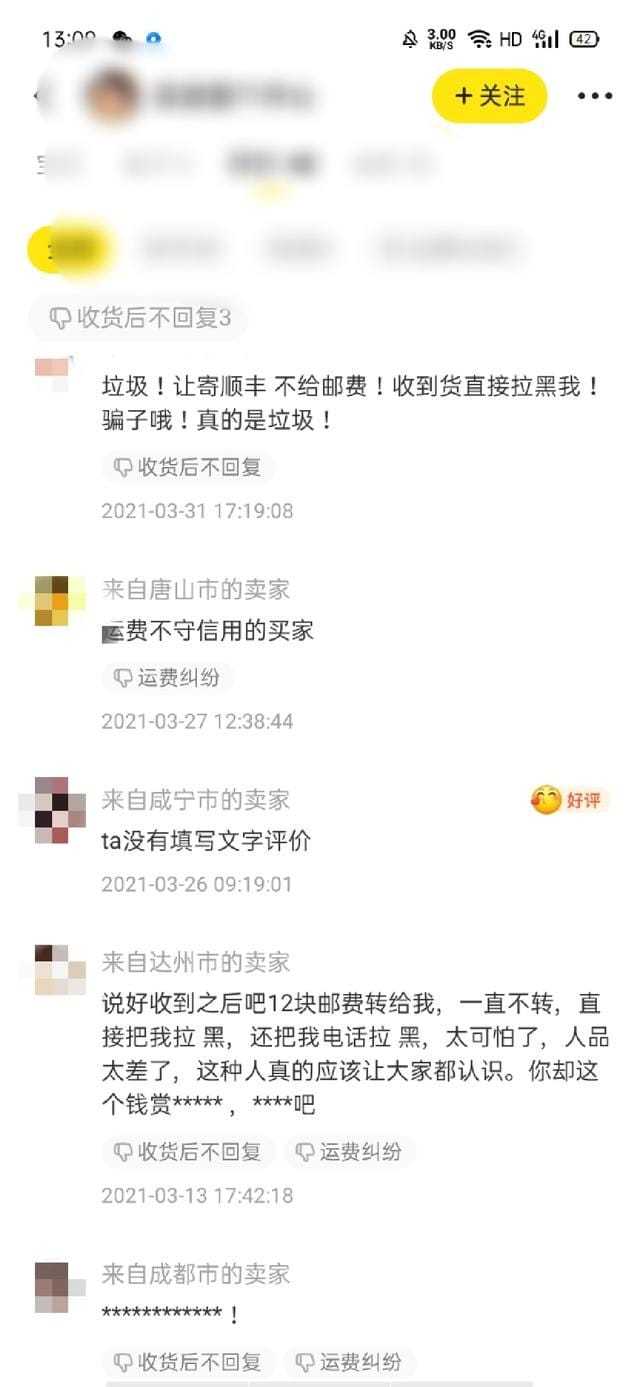 13:09
3.00
KB/S
HD
4G
42
+关注
收货后不回复3
垃圾！让寄顺丰 不给邮费！收到货直接拉黑我！
骗子哦！真的是垃圾！
收货后不回复
2021-03-31 17:19:08
来自唐山市的卖家
运费不守信用的买家
运费纠纷
2021-03-27 12:38:44
来自咸宁市的卖家
好评
ta没有填写文字评价
2021-03-26 09:19:01
来自达州市的卖家
说好收到之后吧12块邮费转给我，一直不转，直
接把我拉 黑，还把我电话拉 黑，太可怕了，人品
太差了，这种人真的应该让大家都认识。你却这
个钱赏*****，****吧
收货后不回复 运费纠纷
2021-03-13 17:42:18
来自成都市的卖家
************！
收货后不回复 运费纠纷